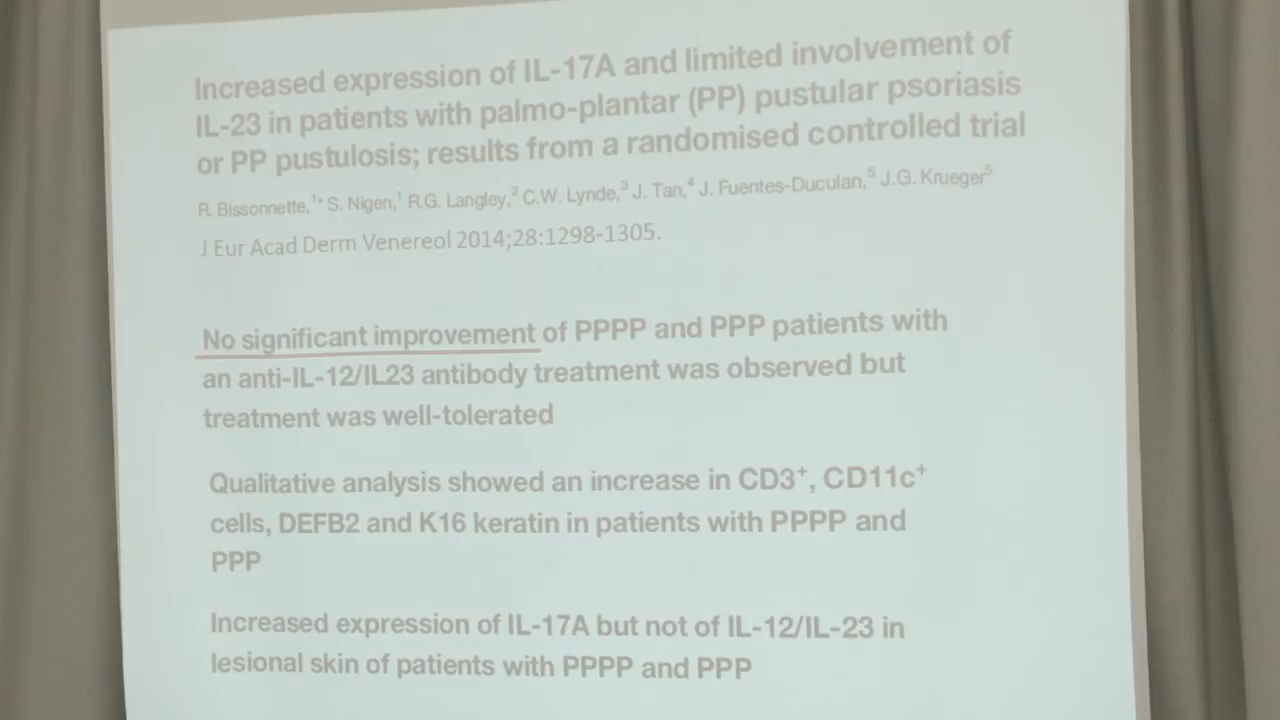 Increased expression of IL-17A and limited involvement of
IL-23 in patients with palmo-plantar (PP) pustular psoriasis
or PP pustulosis; results from a randomised controlled trial
R. Bissonnette,¹* S. Nigen,¹ R.G. Langley,² C.W. Lynde,³ J. Tan,⁴ J. Fuentes-Duculan,⁵ J.G. Krueger⁵
J Eur Acad Derm Venereol 2014;28:1298-1305.
No significant improvement of PPPP and PPP patients with
an anti-IL-12/IL23 antibody treatment was observed but
treatment was well-tolerated
Qualitative analysis showed an increase in CD3⁺, CD11c⁺
cells, DEFB2 and K16 keratin in patients with PPPP and
PPP
Increased expression of IL-17A but not of IL-12/IL-23 in
lesional skin of patients with PPPP and PPP